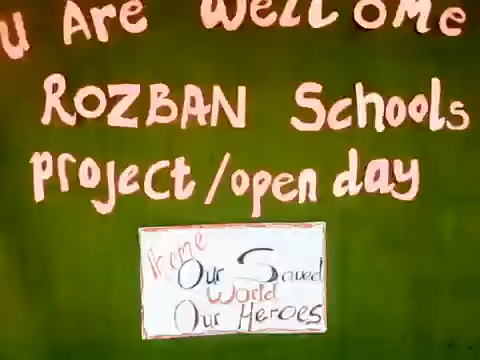 U Are Wellcome
ROZBAN Schools
project/open day
Theme
Our Saved
World
Our Heroes